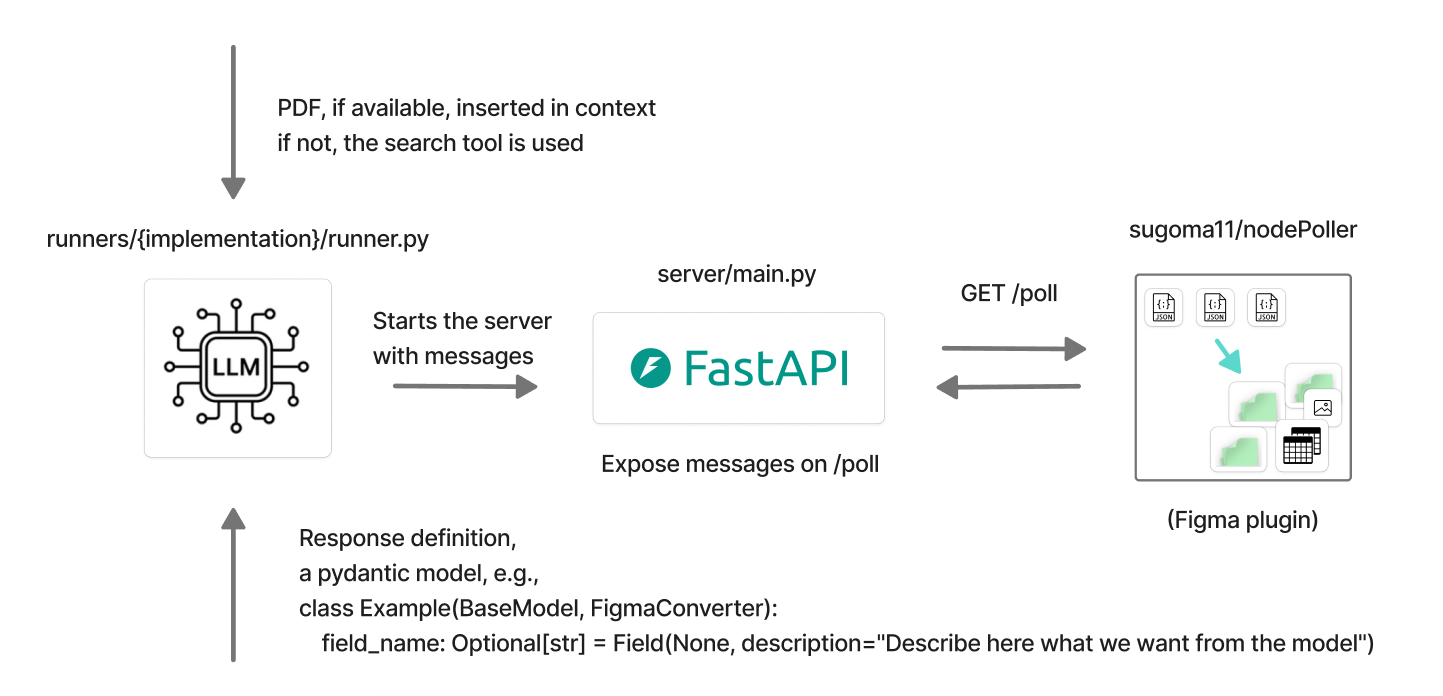 PDF, if available, inserted in context
if not, the search tool is used
runners/{implementation}/runner.py
LLM
Starts the server
with messages
server/main.py
FastAPI
Expose messages on /poll
GET /poll
sugoma11/nodePoller
{;}
JSON
{;}
JSON
{;}
JSON
(Figma plugin)
Response definition,
a pydantic model, e.g.,
class Example(BaseModel, FigmaConverter):
field_name: Optional[str] = Field(None, description="Describe here what we want from the model")